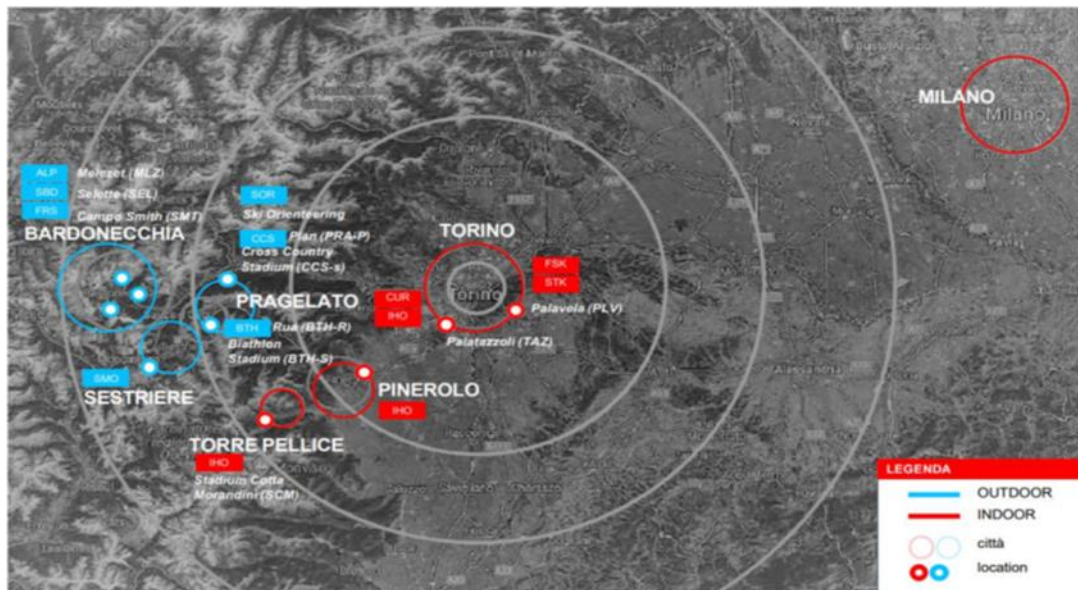 MILANO
Milano
ALP Melezet (MLZ)
SBD Selette (SEL)
FRS Campo Smith (SMT)
BARDONECCHIA
SOR
Ski Orienteering
CCS Plan (PRA-P)
Cross Country
Stadium (CCS-s)
PRAGELATO
BTH Rua (BTH-R)
Biathlon
Stadium (BTH-S)
SMO
SESTRIERE
TORINO
Torino
FSK
STK
Palavela (PLV)
CUR
IHO
Palatazzoli (TAZ)
PINEROLO
IHO
TORRE PELLICE
IHO
Stadium Cotta
Morandini (SCM)
Alessandria
LEGENDA
OUTDOOR
INDOOR
città
location